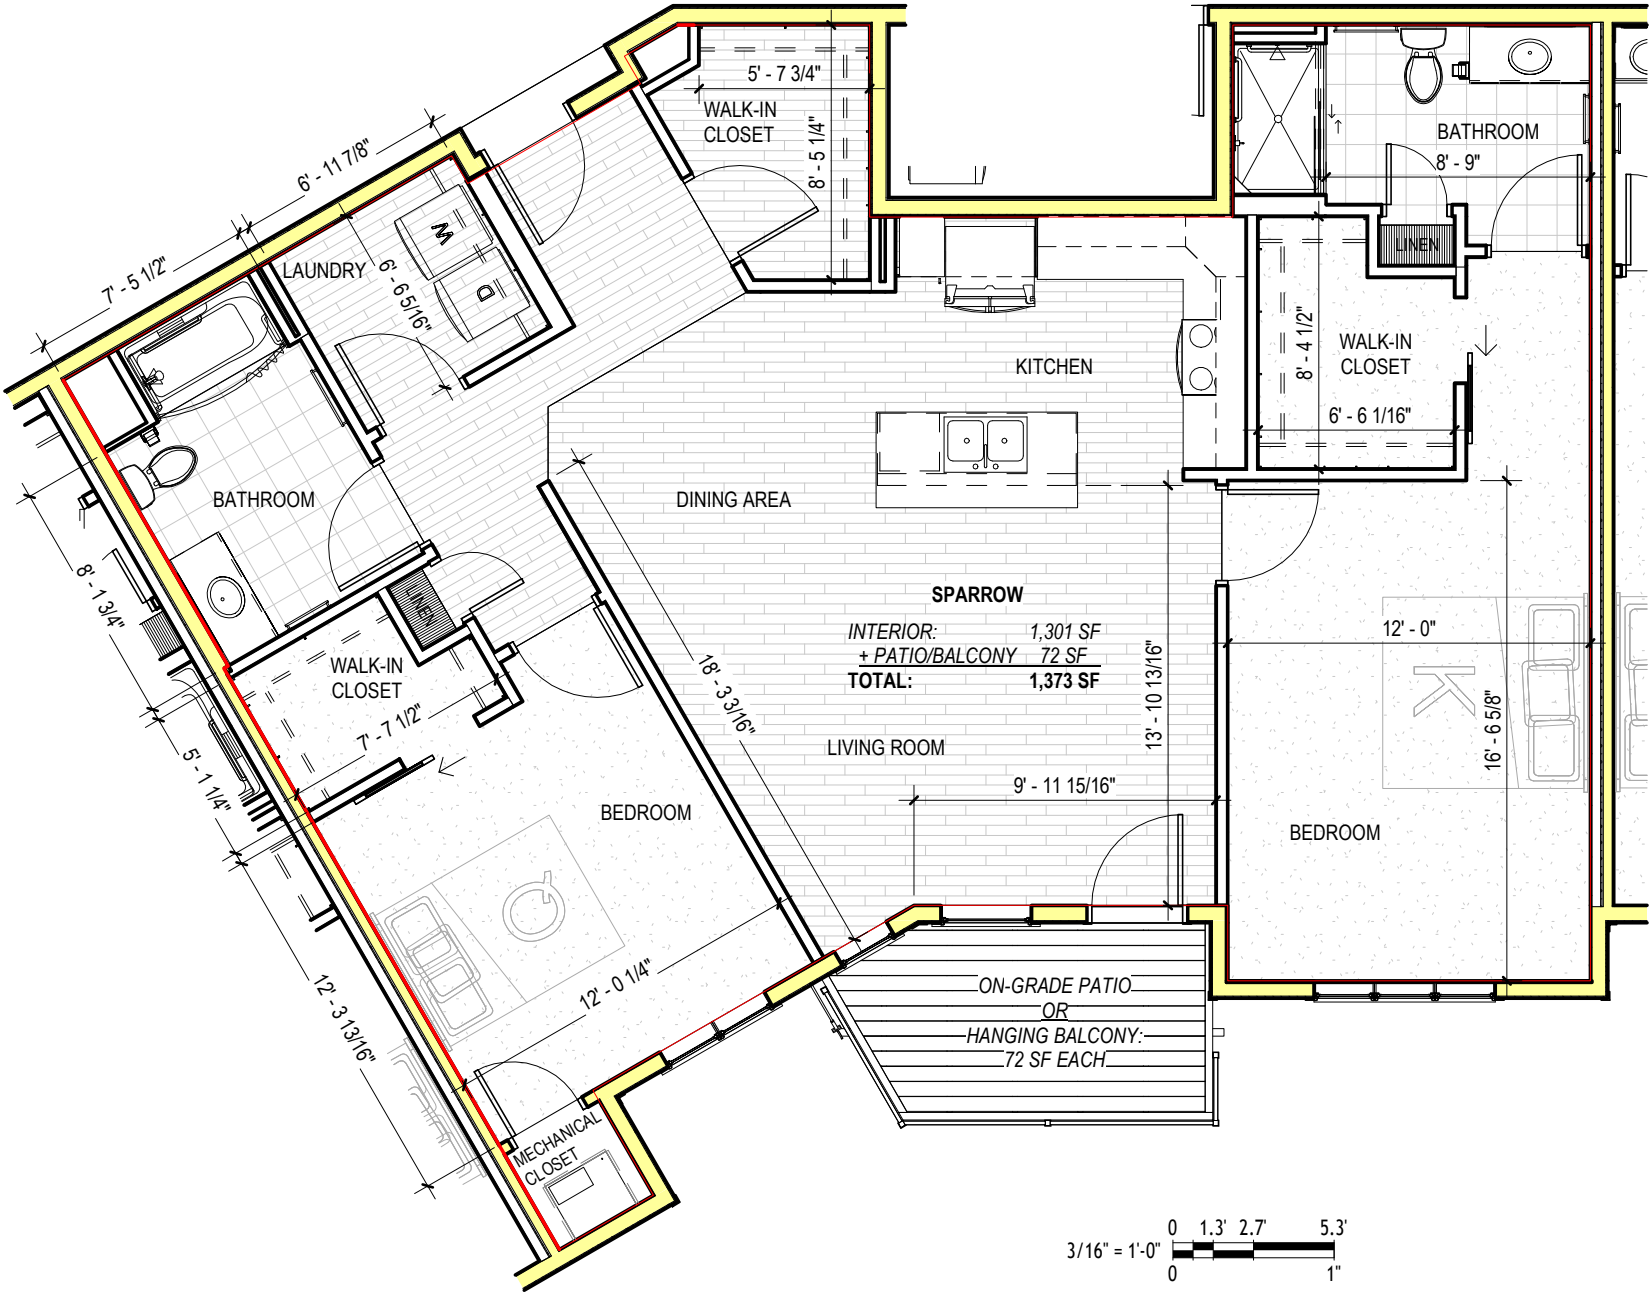 5' - 7 3/4"
WALK-IN
CLOSET
8' - 5 1/4"
BATHROOM
8' - 9"
6' - 11 7/8"
7' - 5 1/2"
LAUNDRY
6' - 6 5/16"
W
D
LINEN
WALK-IN
CLOSET
8' - 4 1/2"
6' - 6 1/16"
KITCHEN
DINING AREA
BATHROOM
8' - 1 3/4"
LINEN
SPARROW
INTERIOR: 1,301 SF
+ PATIO/BALCONY 72 SF
TOTAL: 1,373 SF
12' - 0"
K
WALK-IN
CLOSET
7' - 7 1/2"
18' - 3 3/16"
13' - 10 13/16"
16' - 6 5/8"
5' - 1 1/4"
LIVING ROOM
9' - 11 15/16"
BEDROOM
BEDROOM
Q
12' - 0 1/4"
12' - 3 13/16"
ON-GRADE PATIO
OR
HANGING BALCONY:
72 SF EACH
MECHANICAL
CLOSET
0 1.3' 2.7' 5.3'
3/16" = 1'-0"
0 1"